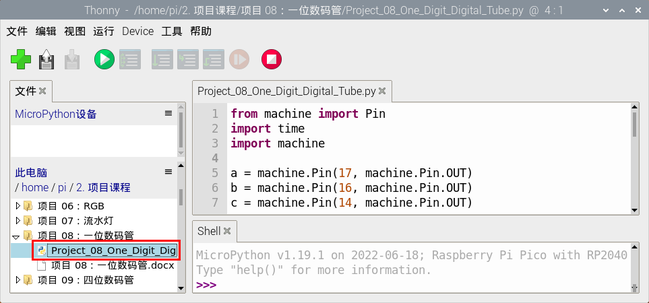 Thonny - /home/pi/2. 项目课程/项目 08：一位数码管/Project_08_One_Digit_Digital_Tube.py @ 4 : 1
文件 编辑 视图 运行 Device 工具 帮助
文件
MicroPython设备
此电脑
/ home / pi / 2. 项目课程
项目 06：RGB
项目 07：流水灯
项目 08：一位数码管
Project_08_One_Digit_Dig
项目 08：一位数码管.docx
项目 09：四位数码管
Project_08_One_Digit_Digital_Tube.py
1 from machine import Pin
2 import time
3 import machine
4
5 a = machine.Pin(17, machine.Pin.OUT)
6 b = machine.Pin(16, machine.Pin.OUT)
7 c = machine.Pin(14, machine.Pin.OUT)
Shell
MicroPython v1.19.1 on 2022-06-18; Raspberry Pi Pico with RP2040
Type "help()" for more information.
>>>